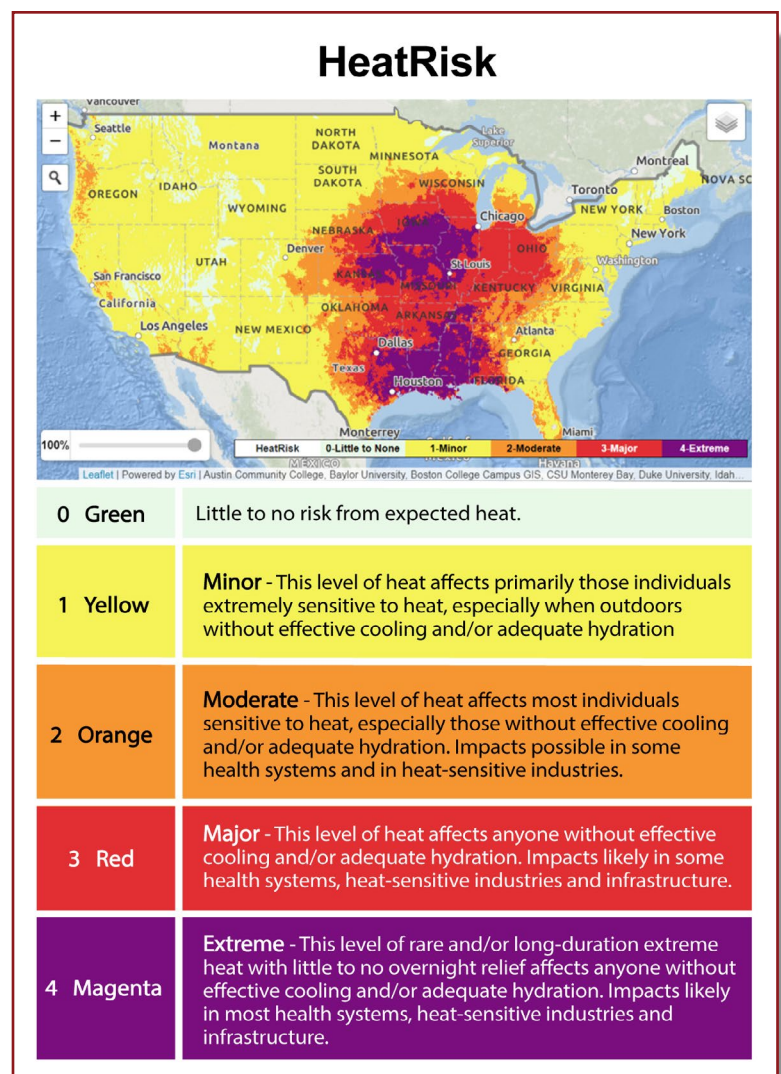 HeatRisk
Vancouver
+
Seattle
−
NORTH
DAKOTA
Montana
Lake
Superior
MINNESOTA
Montreal
SOUTH
DAKOTA
WISCONSIN
NOVA SC
OREGON
IDAHO
Toronto
WYOMING
NEW YORK
Boston
Chicago
IOWA
NEBRASKA
New York
UTAH
Denver
OHIO
Washington
St Louis
San Francisco
KANSAS
MISSOURI
KENTUCKY
VIRGINIA
California
OKLAHOMA
ARKANSAS
Los Angeles
NEW MEXICO
Atlanta
Dallas
GEORGIA
Texas
Houston
FLORIDA
Monterrey
Miami
100%
HeatRisk 0-Little to None 1-Minor 2-Moderate 3-Major 4-Extreme
MÉXICO
Havana
Leaflet | Powered by Esri | Austin Community College, Baylor University, Boston College Campus GIS, CSU Monterey Bay, Duke University, Idah...
0 Green
Little to no risk from expected heat.
1 Yellow
Minor - This level of heat affects primarily those individuals
extremely sensitive to heat, especially when outdoors
without effective cooling and/or adequate hydration
2 Orange
Moderate - This level of heat affects most individuals
sensitive to heat, especially those without effective cooling
and/or adequate hydration. Impacts possible in some
health systems and in heat-sensitive industries.
3 Red
Major - This level of heat affects anyone without effective
cooling and/or adequate hydration. Impacts likely in some
health systems, heat-sensitive industries and infrastructure.
4 Magenta
Extreme - This level of rare and/or long-duration extreme
heat with little to no overnight relief affects anyone without
effective cooling and/or adequate hydration. Impacts likely
in most health systems, heat-sensitive industries and
infrastructure.